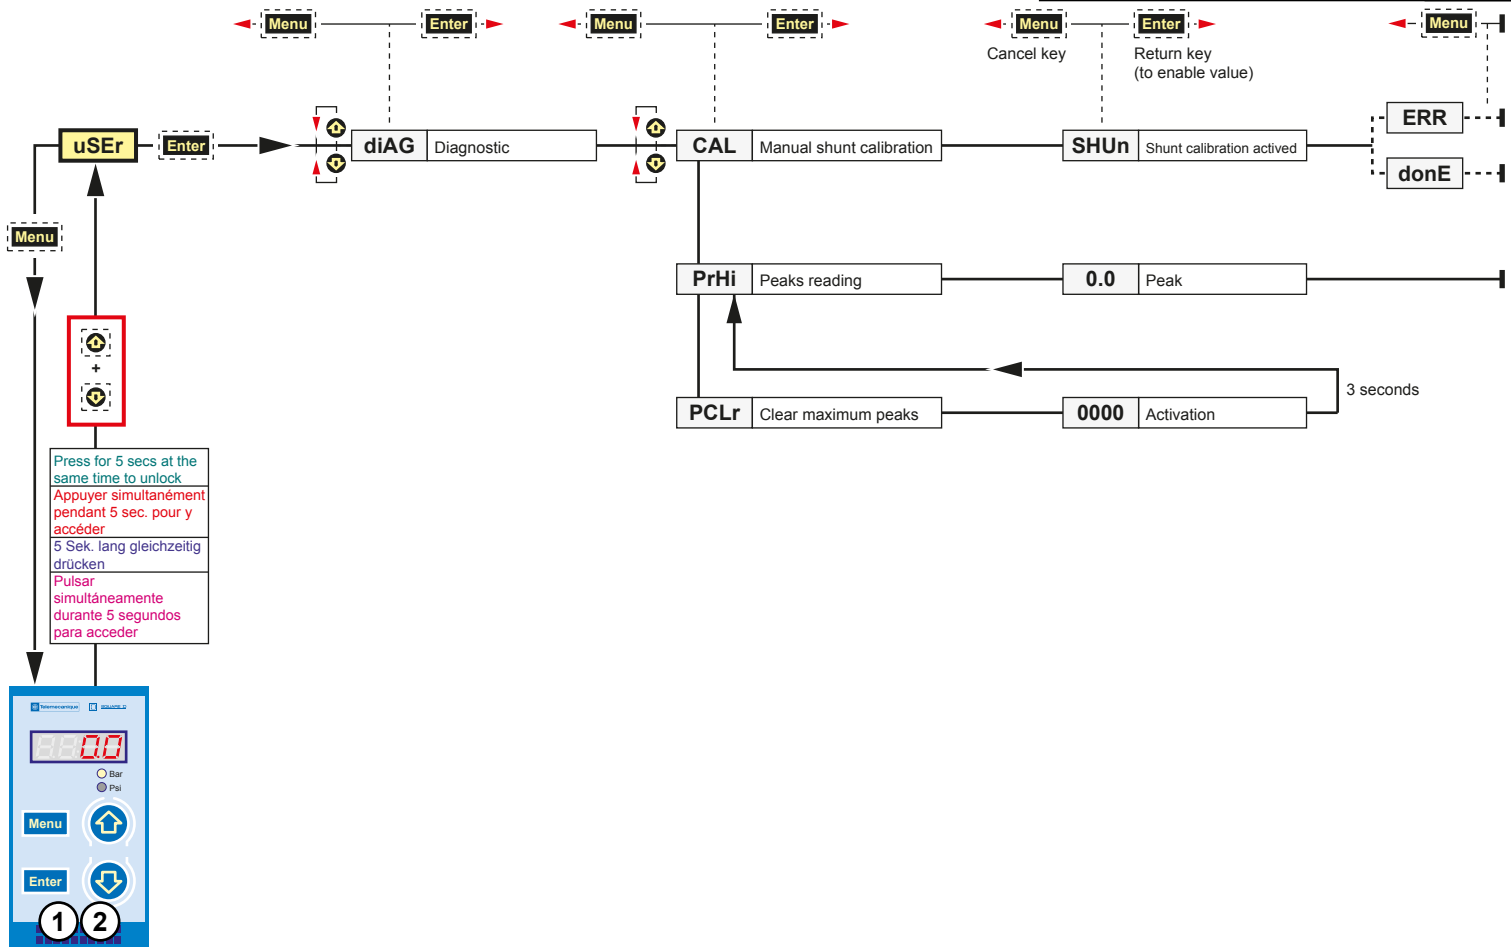 Menu Enter Menu Enter Menu Enter Menu
Cancel key
Return key
(to enable value)
uSEr Enter diAG Diagnostic CAL Manual shunt calibration SHUn Shunt calibration actived ERR
donE
Menu
PrHi Peaks reading 0.0 Peak
+
3 seconds
PCLr Clear maximum peaks 0000 Activation
Press for 5 secs at the
same time to unlock
Appuyer simultanément
pendant 5 sec. pour y
accéder
5 Sek. lang gleichzeitig
drücken
Pulsar
simultáneamente
durante 5 segundos
para acceder
Telemecanique SQUARE D
0.0
Bar
Psi
Menu
Enter
1 2